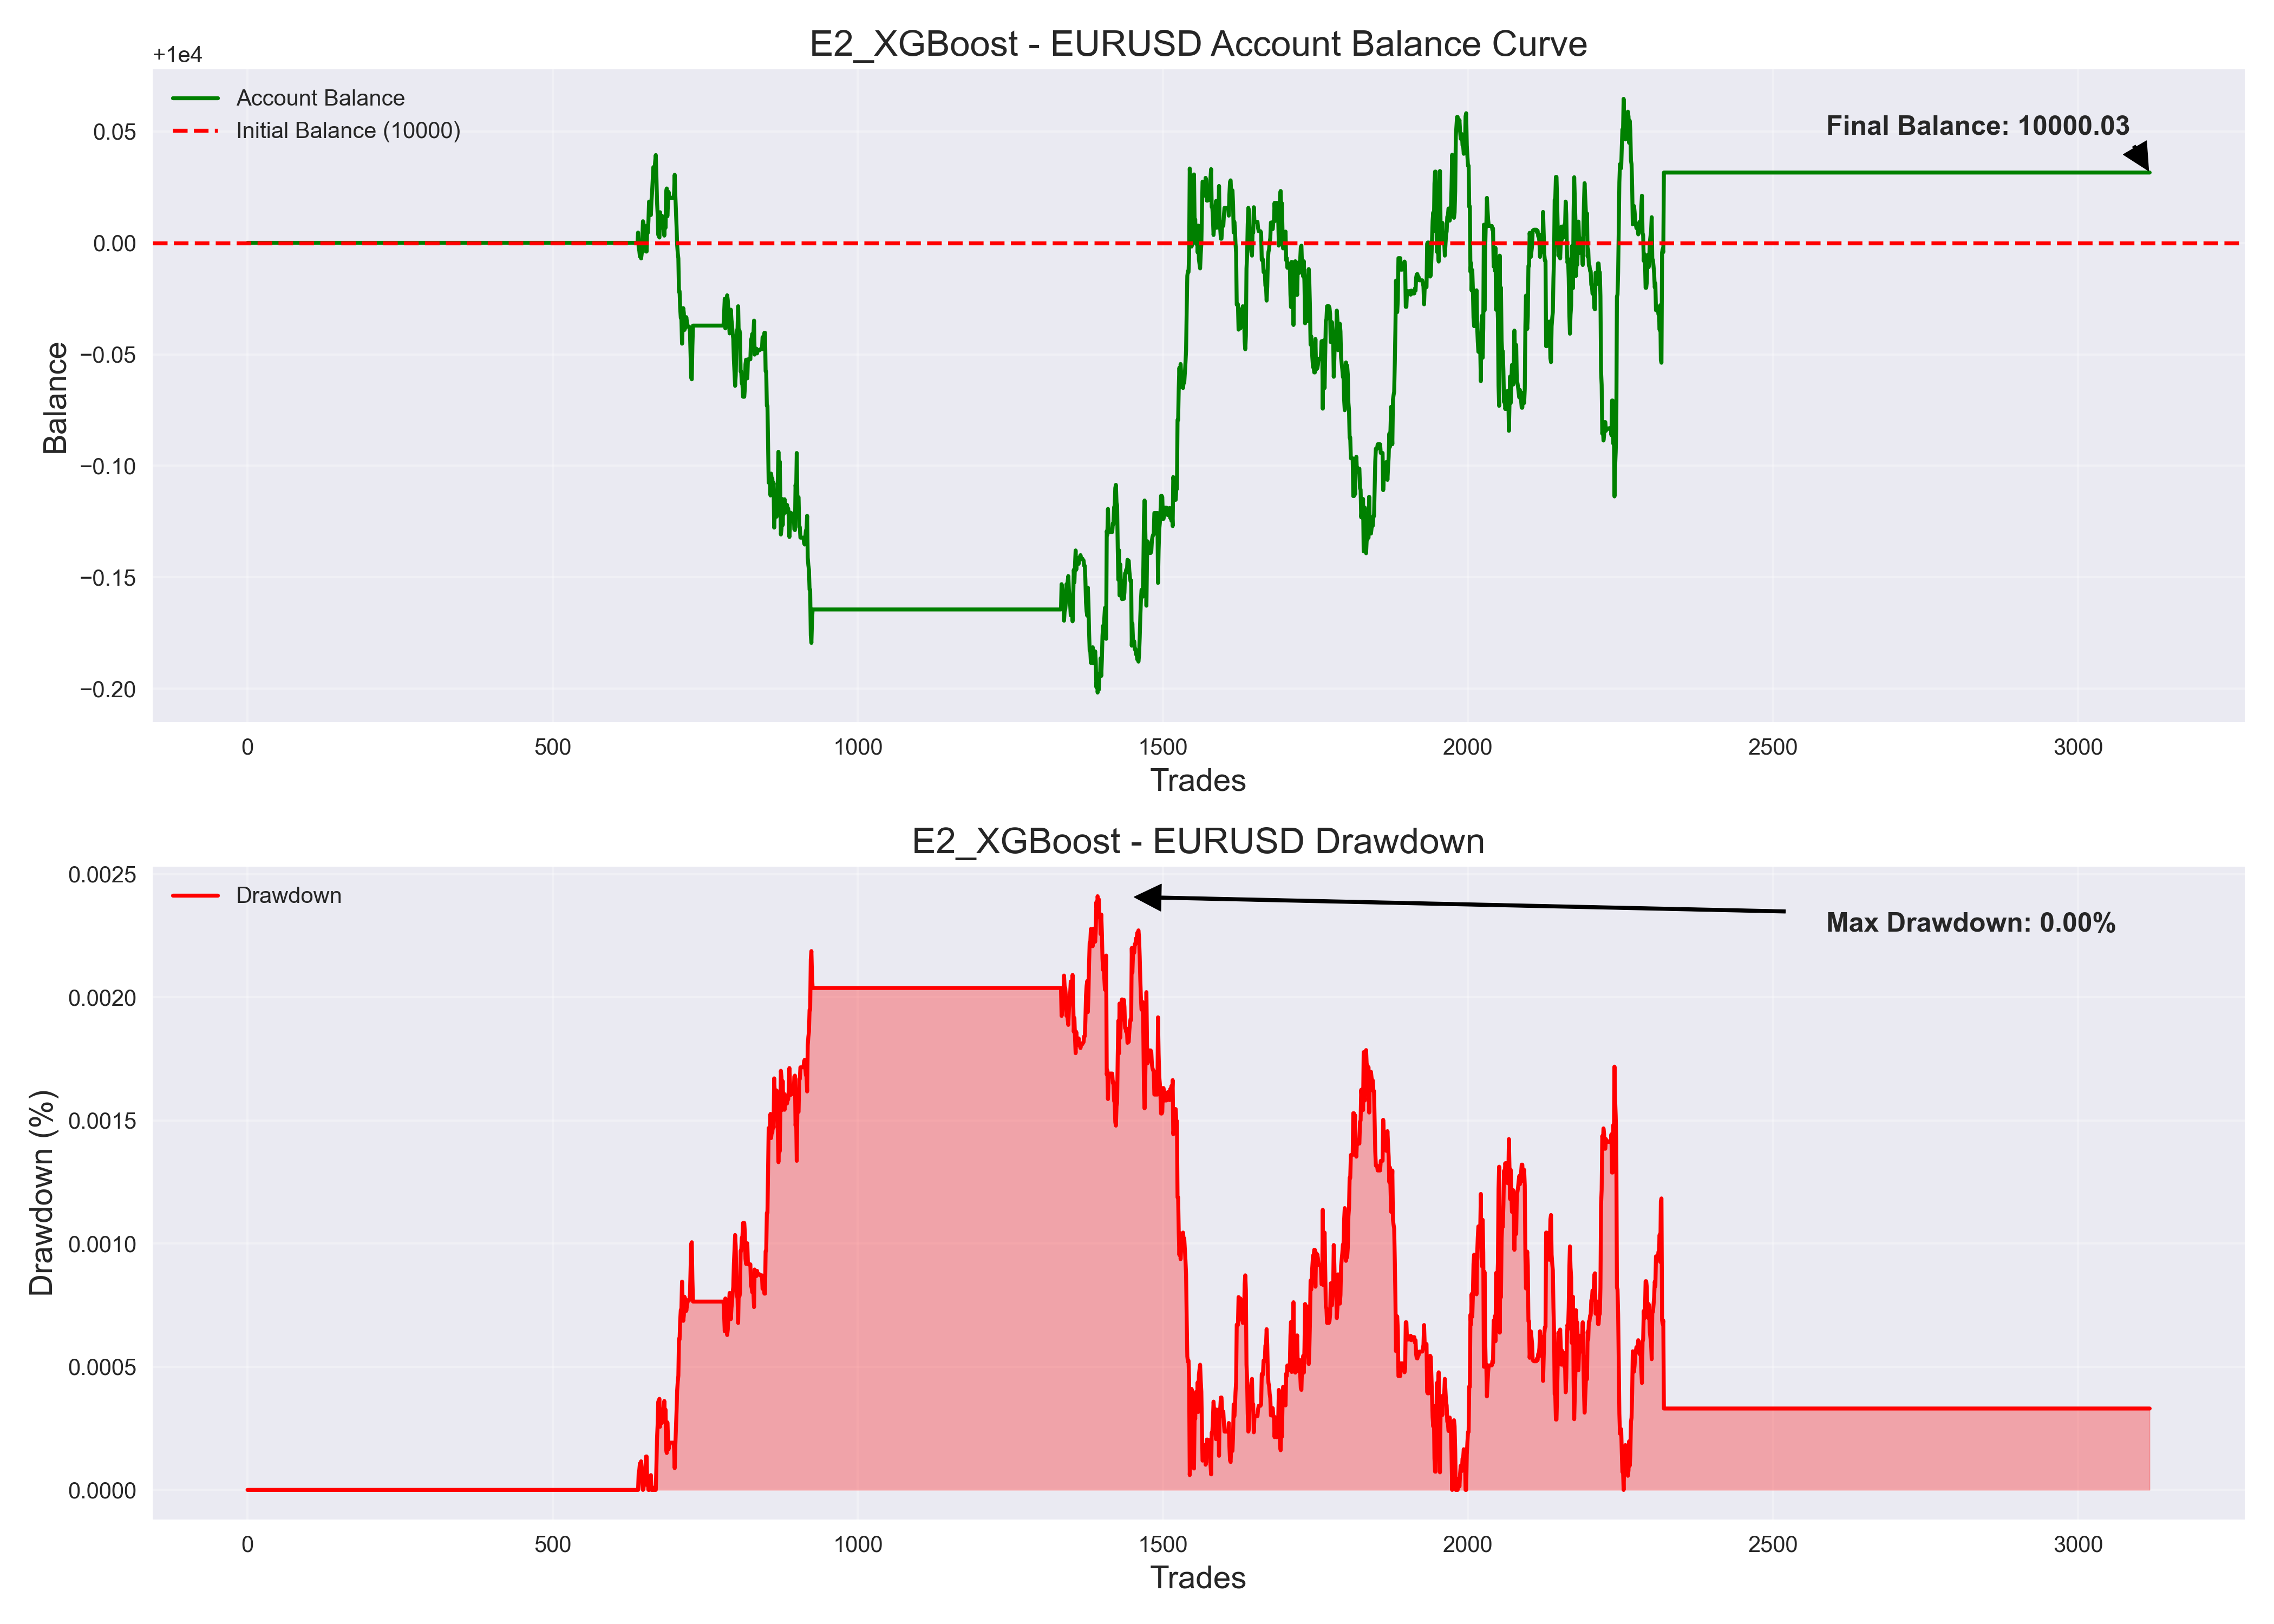 E2_XGBoost - EURUSD Account Balance Curve
+1e4
Account Balance
Initial Balance (10000)
Final Balance: 10000.03
0.05
0.00
−0.05
−0.10
−0.15
−0.20
Balance
0 500 1000 1500 2000 2500 3000
Trades
E2_XGBoost - EURUSD Drawdown
Drawdown
Max Drawdown: 0.00%
0.0025
0.0020
0.0015
0.0010
0.0005
0.0000
Drawdown (%)
0 500 1000 1500 2000 2500 3000
Trades